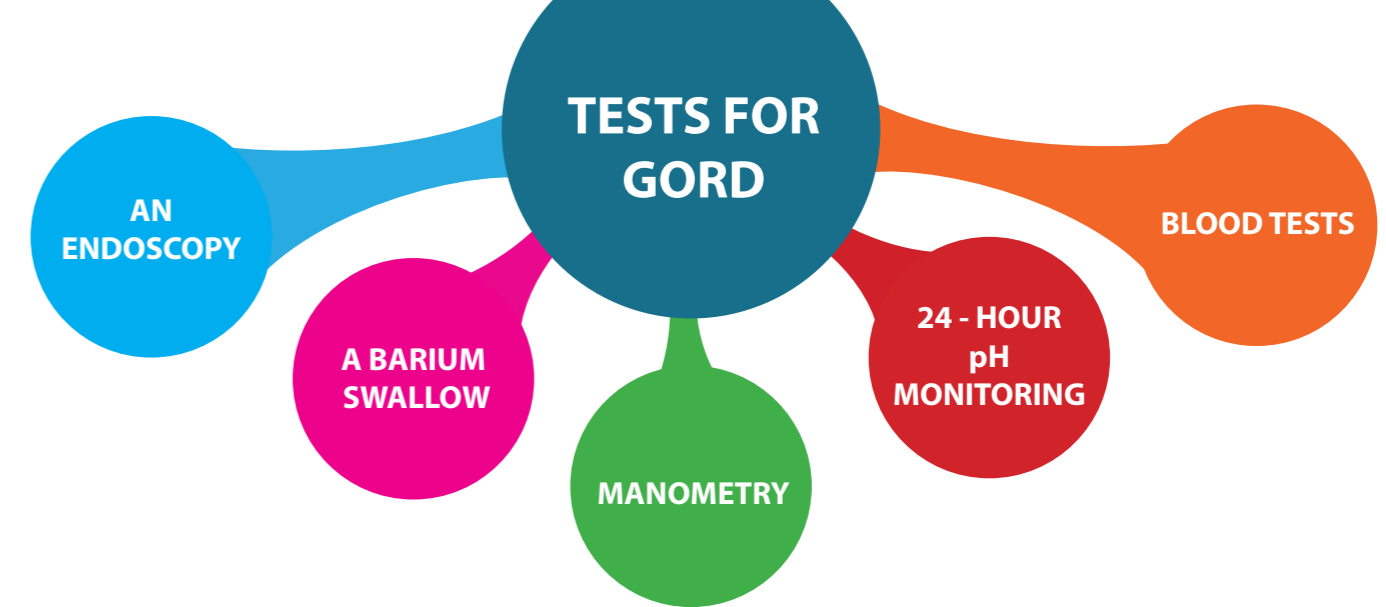 TESTS FOR
GORD
AN
ENDOSCOPY
A BARIUM
SWALLOW
MANOMETRY
24 - HOUR
pH
MONITORING
BLOOD TESTS